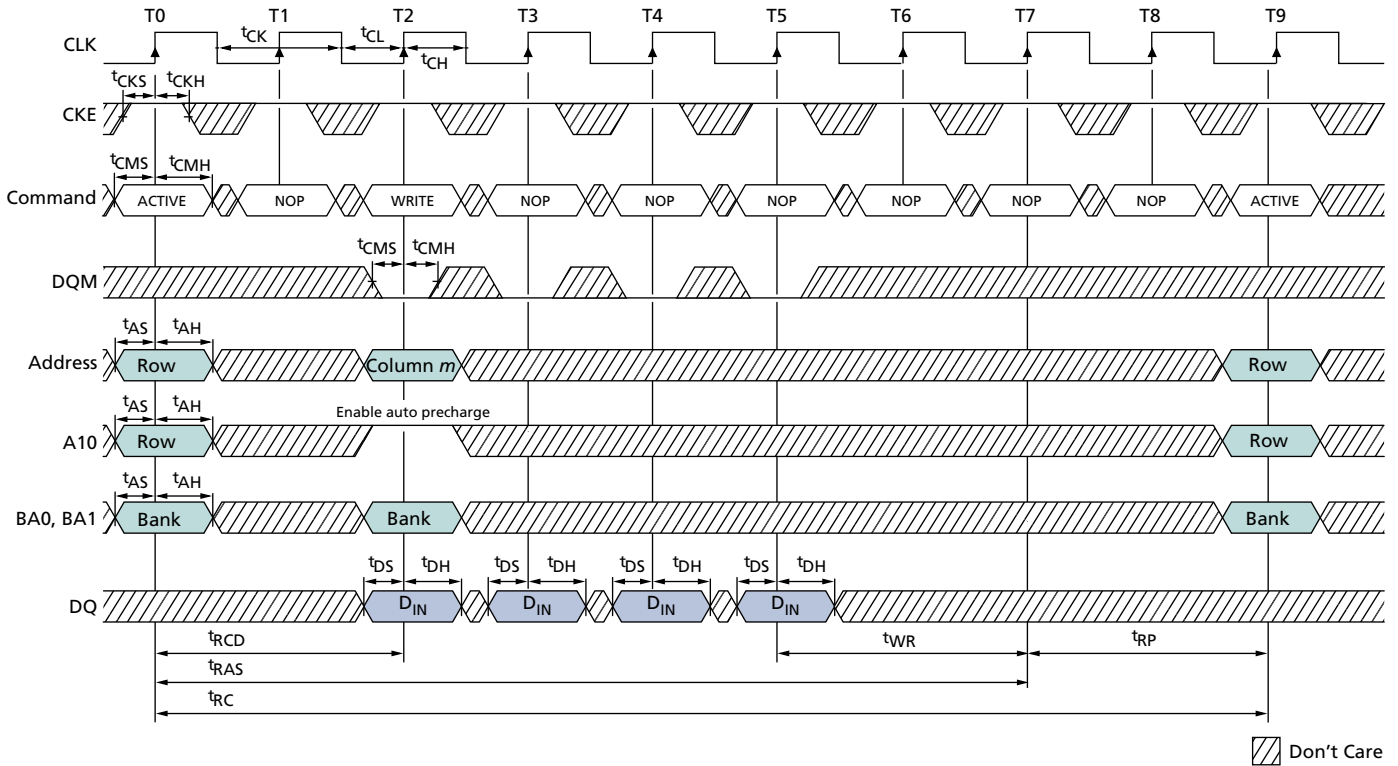 T0 T1 T2 T3 T4 T5 T6 T7 T8 T9
CLK tCK tCL tCH
tCKS tCKH
CKE
tCMS tCMH
Command ACTIVE NOP WRITE NOP NOP NOP NOP NOP NOP ACTIVE
tCMS tCMH
DQM
tAS tAH
Address Row Column m Row
tAS tAH Enable auto precharge
A10 Row Row
tAS tAH
BA0, BA1 Bank Bank Bank
tDS tDH tDS tDH tDS tDH tDS tDH
DQ DIN DIN DIN DIN
tRCD tWR tRP
tRAS
tRC
Don't Care